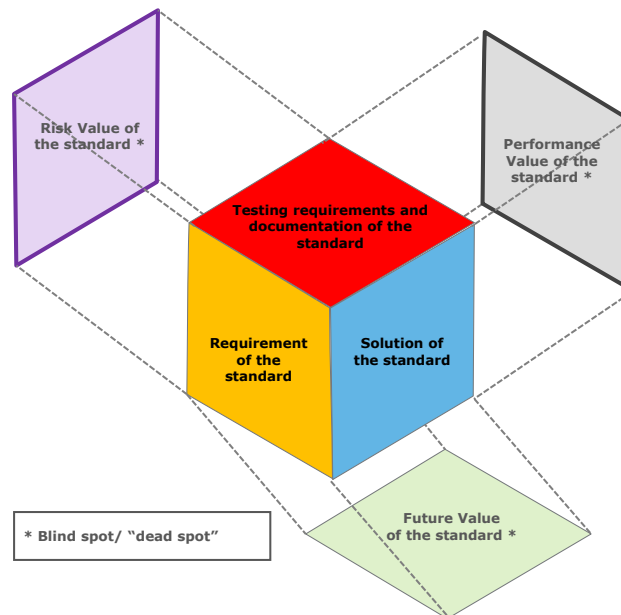 Risk Value of
the standard *
Performance
Value of the
standard *
Testing requirements and
documentation of the
standard
Requirement
of the
standard
Solution of
the standard
Future Value
of the standard *
* Blind spot/ “dead spot”